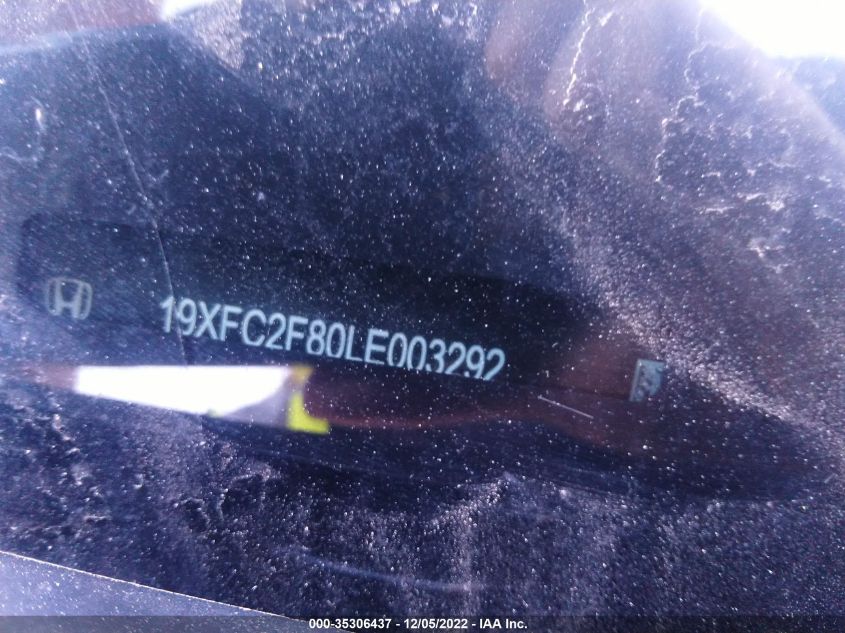 19XFC2F80LE003292
000-35306437 - 12/05/2022 - IAA Inc.